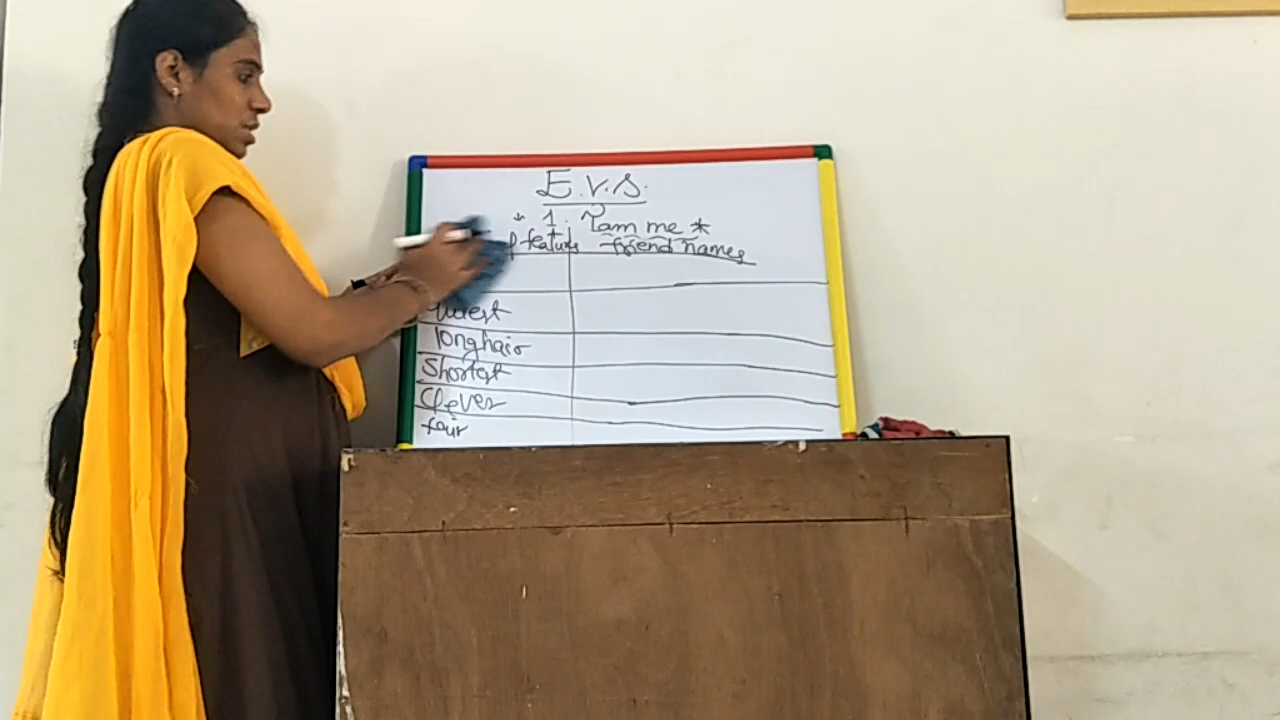 E.V.S.
* 1. I am me *
features friend names
longhair
Shortest
Clever
fair